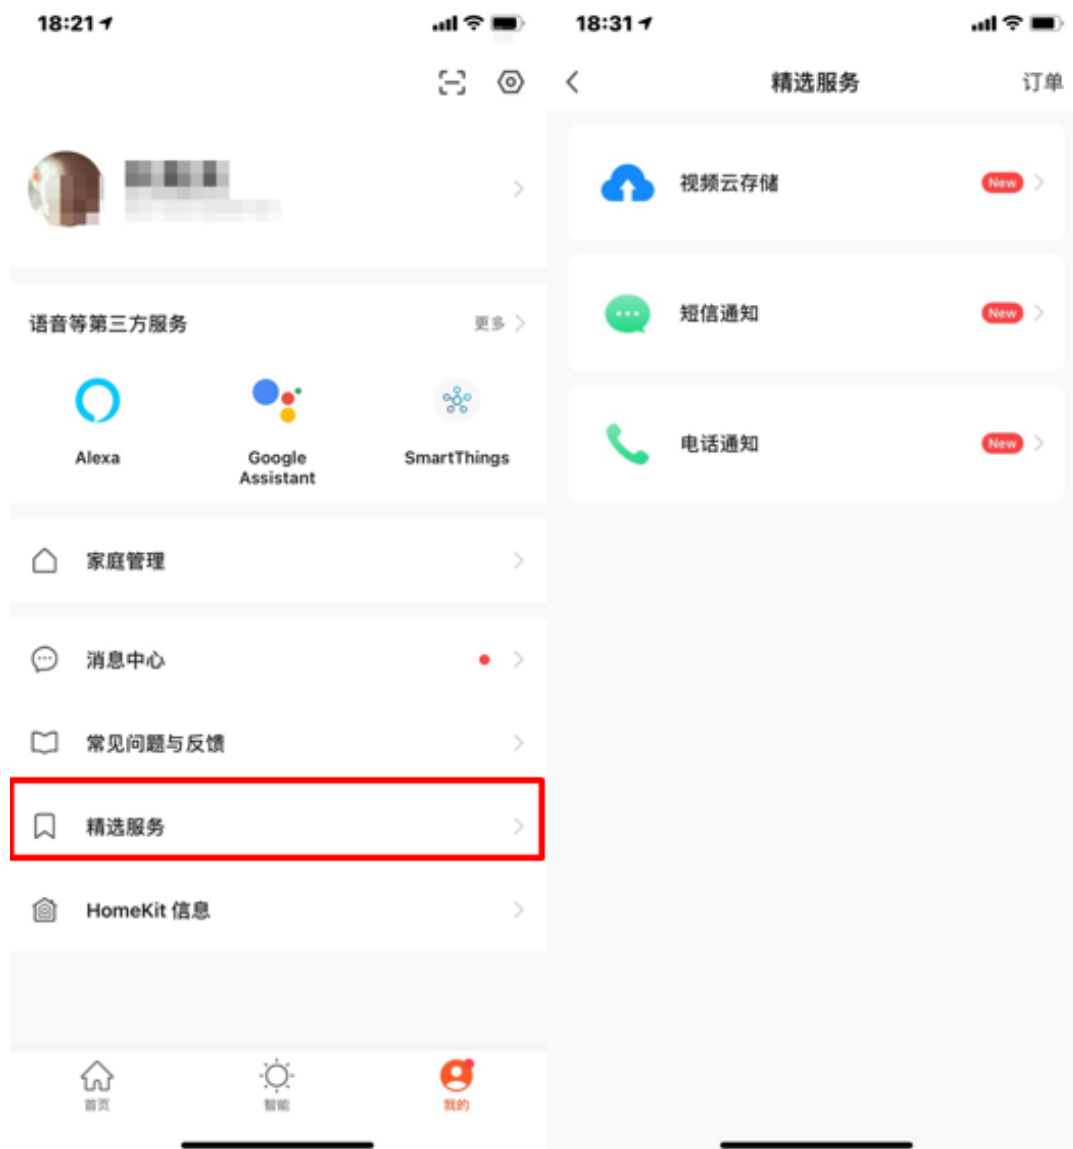 18:21
语音等第三方服务
更多
Alexa
Google
Assistant
SmartThings
家庭管理
消息中心
常见问题与反馈
精选服务
HomeKit 信息
首页
智能
我的
18:31
精选服务
订单
视频云存储
New
短信通知
New
电话通知
New